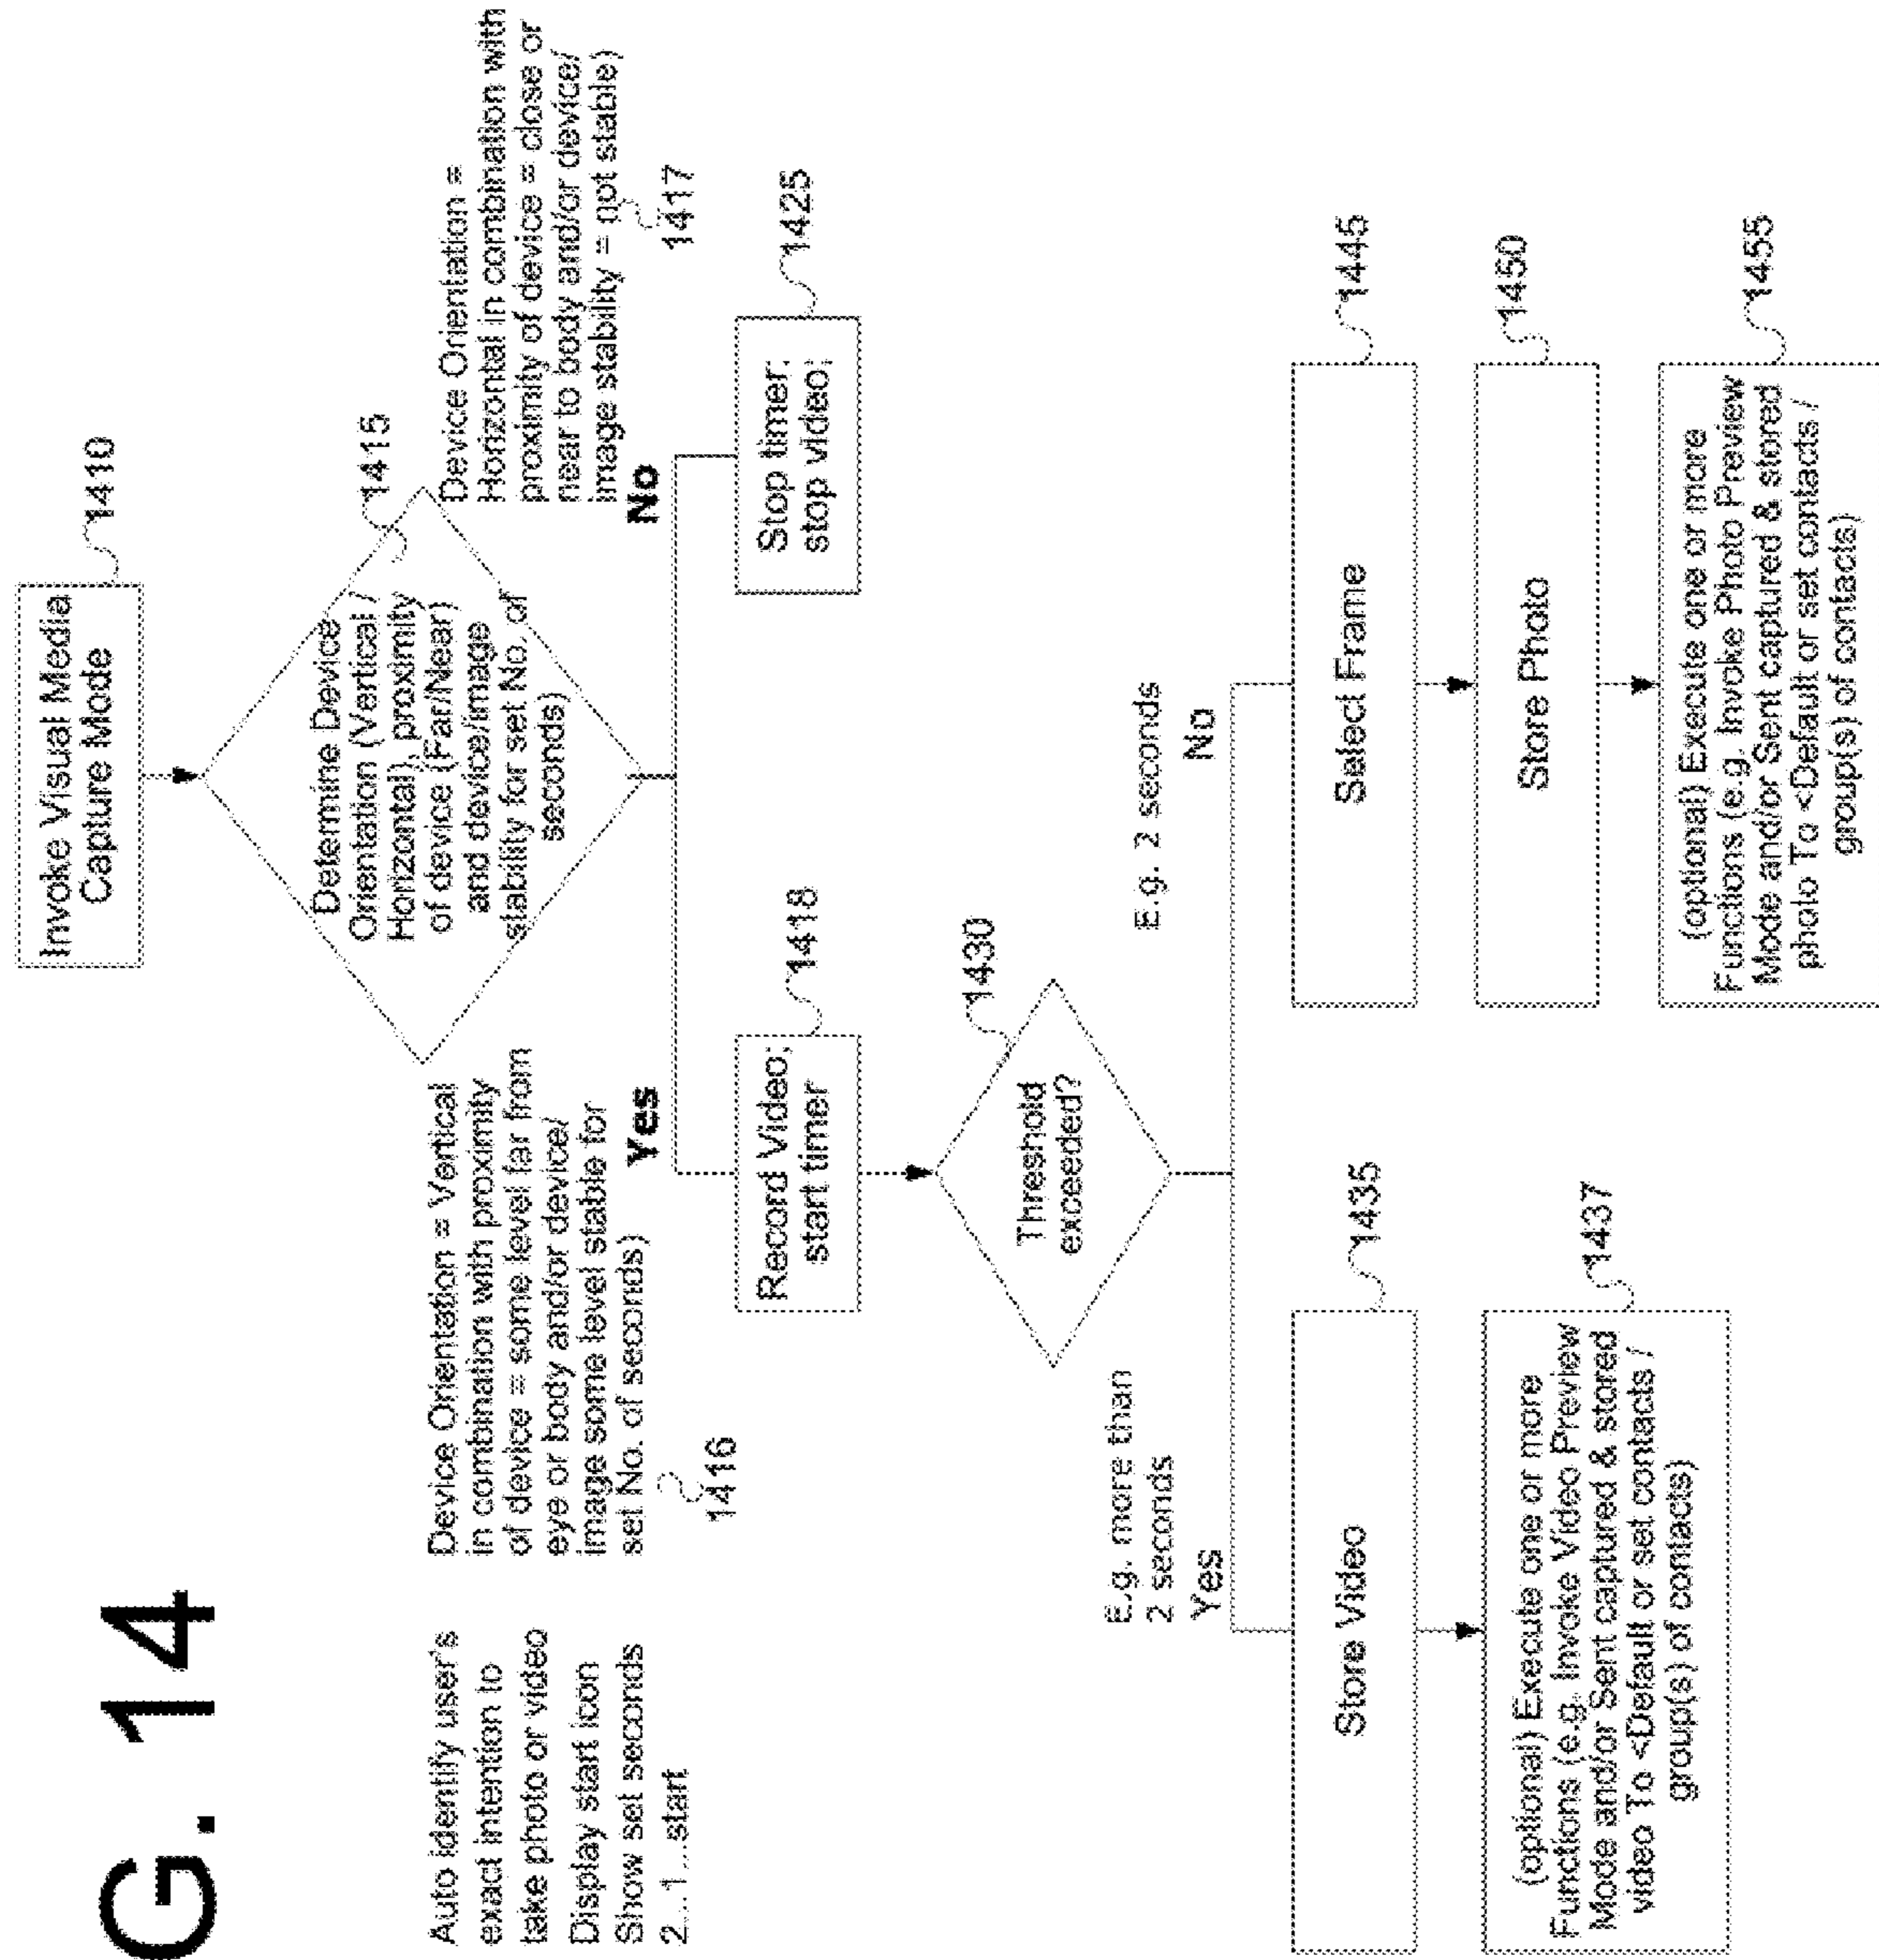 G. 14
Auto identify user's
exact intention to
take photo or video
Display start icon
Show set seconds
2...1...start
Invoke Visual Media
Capture Mode
1410
Determine Device
Orientation (Vertical /
Horizontal), proximity
of device (Far/Near)
and device/image
stability for set No. of
seconds)
1415
Device Orientation = Vertical
in combination with proximity
of device = some level far from
eye or body and/or device/
image some level stable for
set No. of seconds)
1416
Yes
Device Orientation =
Horizontal in combination with
proximity of device = close or
near to body and/or device/
image stability = not stable)
1417
No
Record Video;
start timer
1418
Stop timer;
stop video;
1425
Threshold
exceeded?
1430
E.g. more than
2 seconds
Yes
E.g. 2 seconds
No
Store Video
1435
(optional) Execute one or more
Functions (e.g. Invoke Video Preview
Mode and/or Sent captured & stored
video To <Default or set contacts /
group(s) of contacts)
1437
Select Frame
1445
Store Photo
1450
(optional) Execute one or more
Functions (e.g. Invoke Photo Preview
Mode and/or Sent captured & stored
photo To <Default or set contacts /
group(s) of contacts)
1455